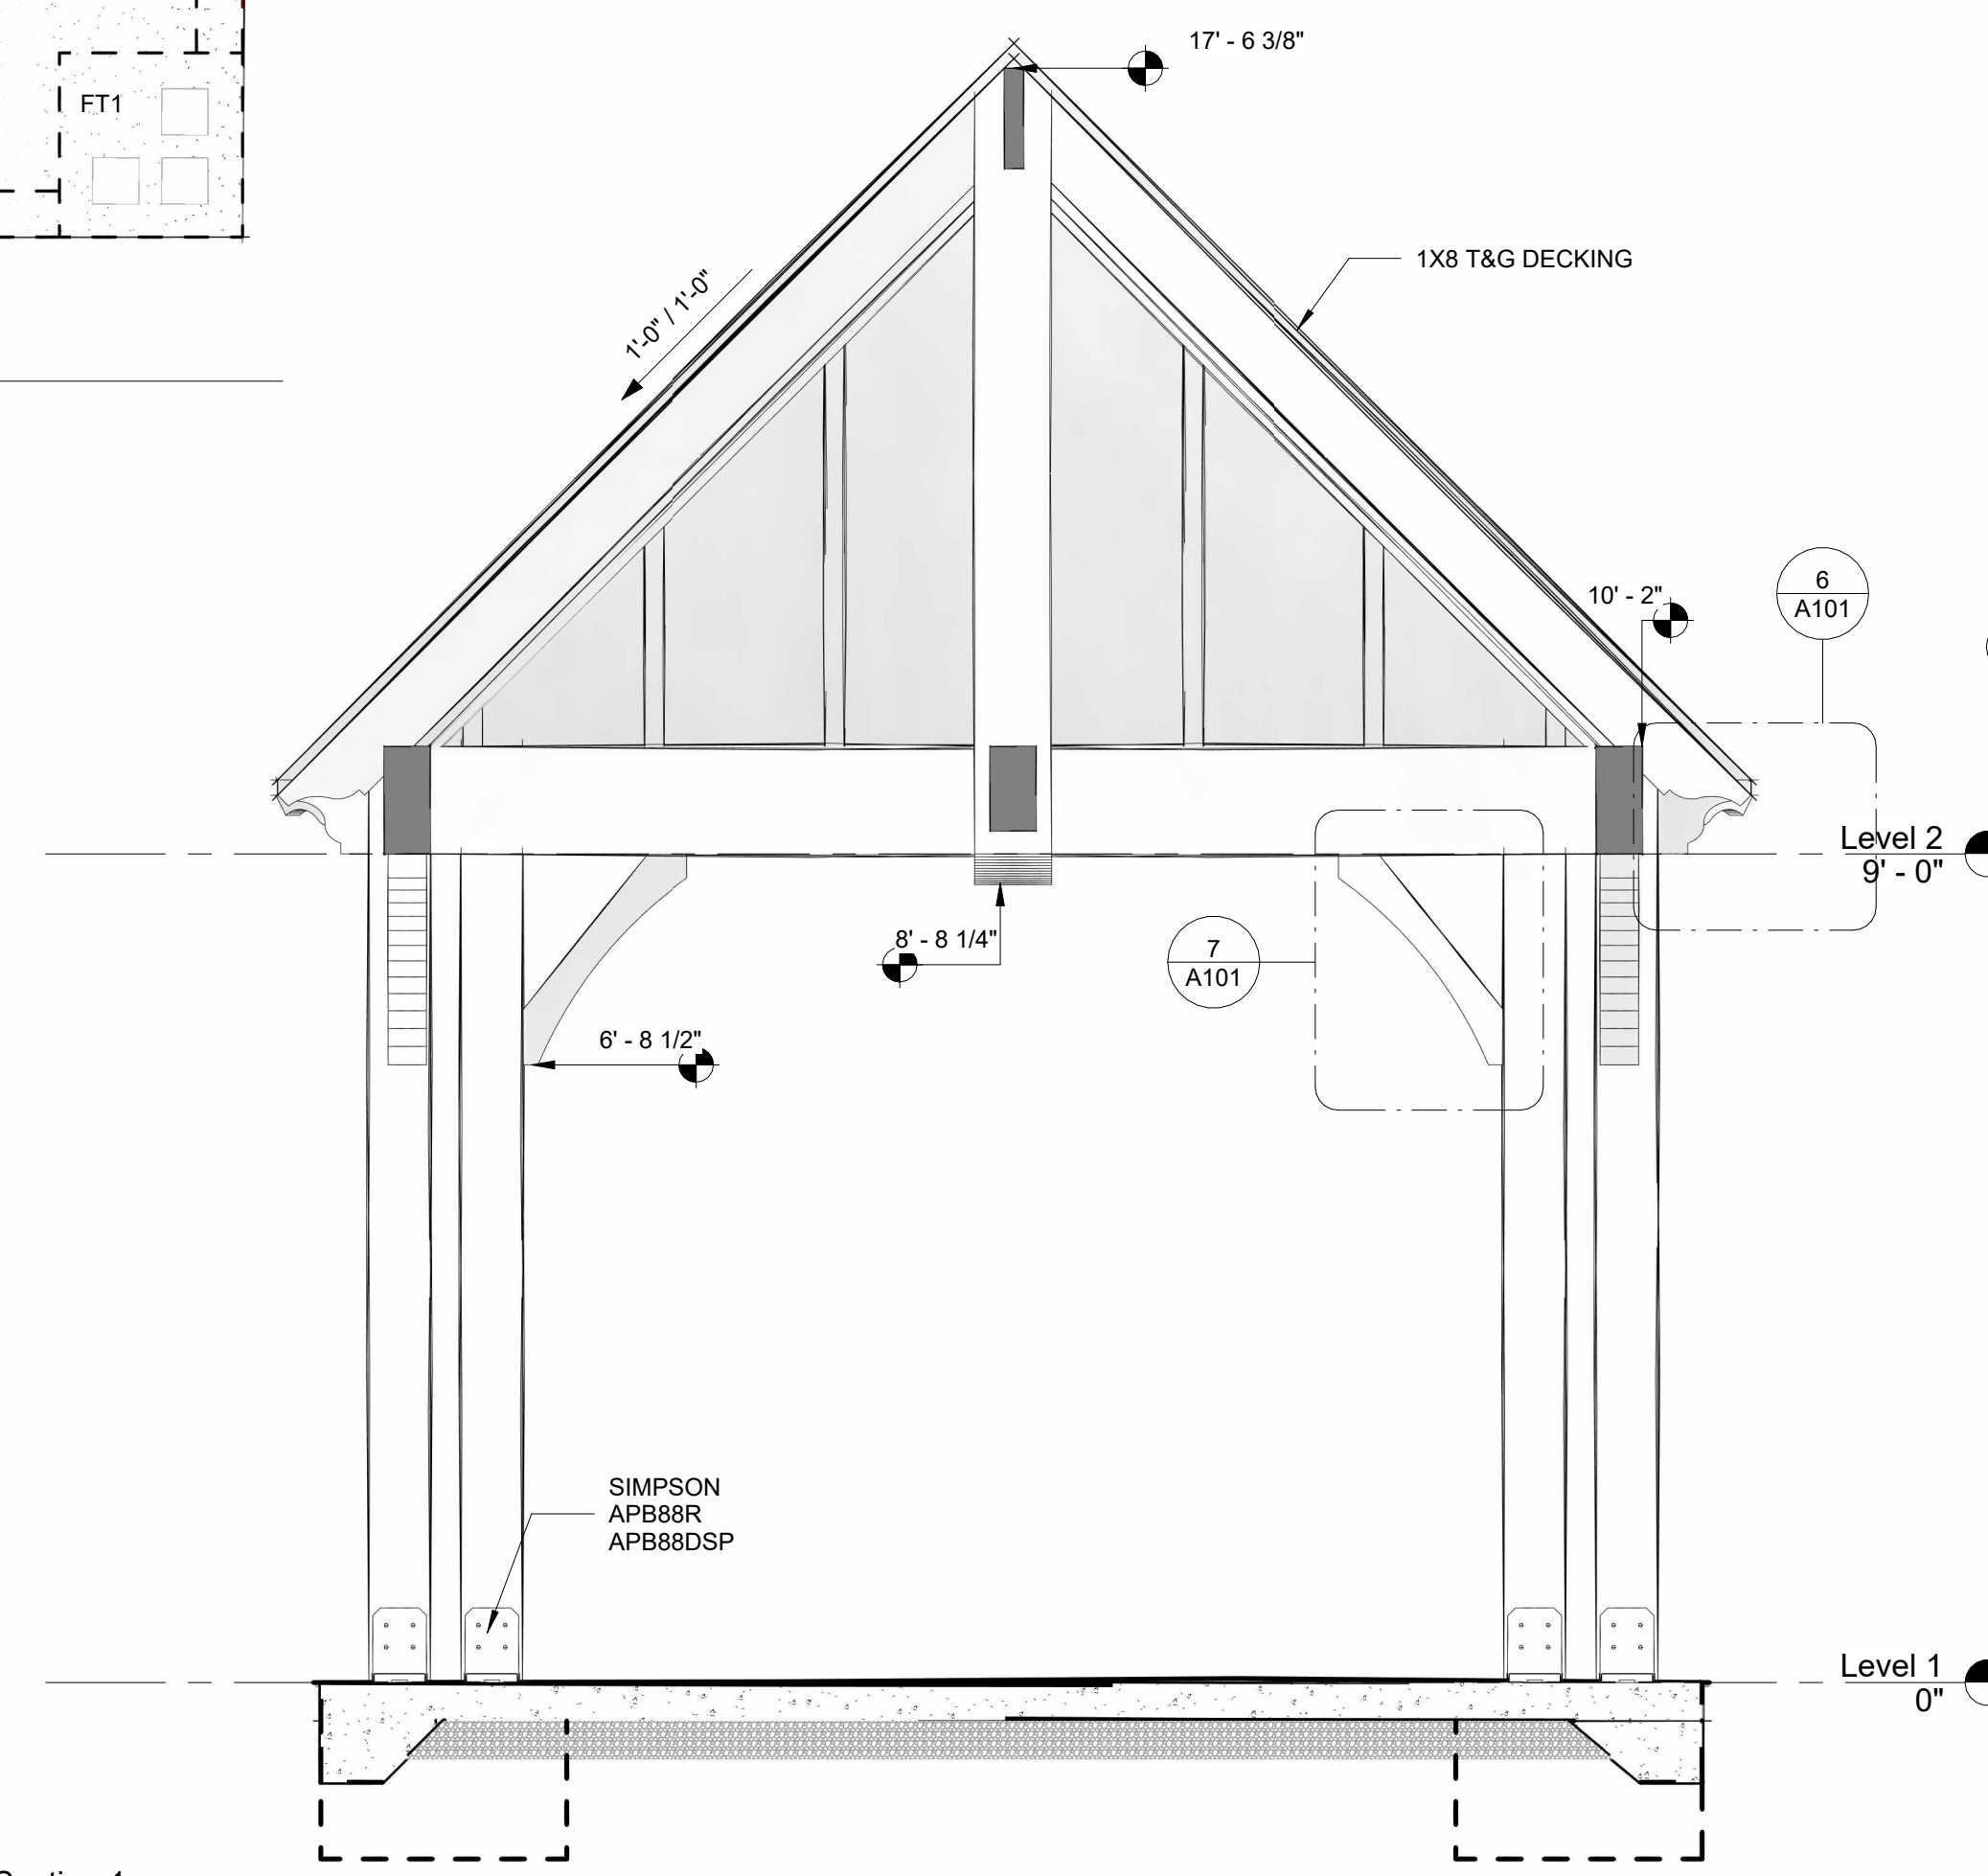 17' - 6 3/8"
FT1
1X8 T&G DECKING
1'-0" / 1'-0"
10' - 2"
6
A101
Level 2
9' - 0"
8' - 8 1/4"
7
A101
6' - 8 1/2"
SIMPSON
APB88R
APB88DSP
Level 1
0"